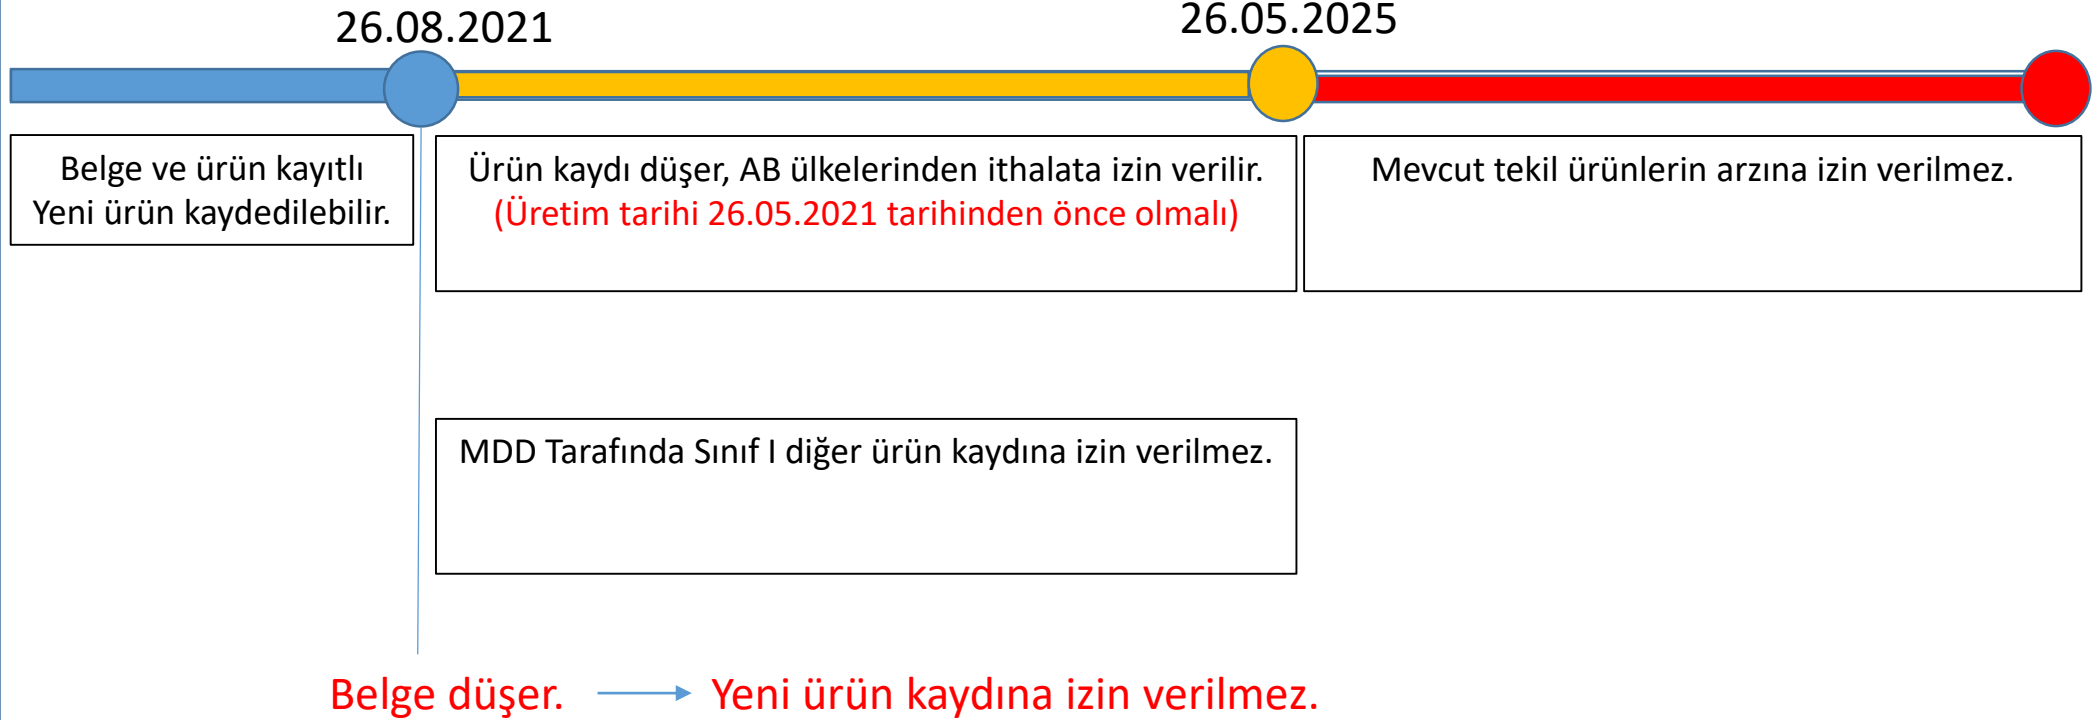 26.08.2021
26.05.2025
Belge ve ürün kayıtlı
Yeni ürün kaydedilebilir.
Ürün kaydı düşer, AB ülkelerinden ithalata izin verilir.
(Üretim tarihi 26.05.2021 tarihinden önce olmalı)
Mevcut tekil ürünlerin arzına izin verilmez.
MDD Tarafında Sınıf I diğer ürün kaydına izin verilmez.
Belge düşer. Yeni ürün kaydına izin verilmez.